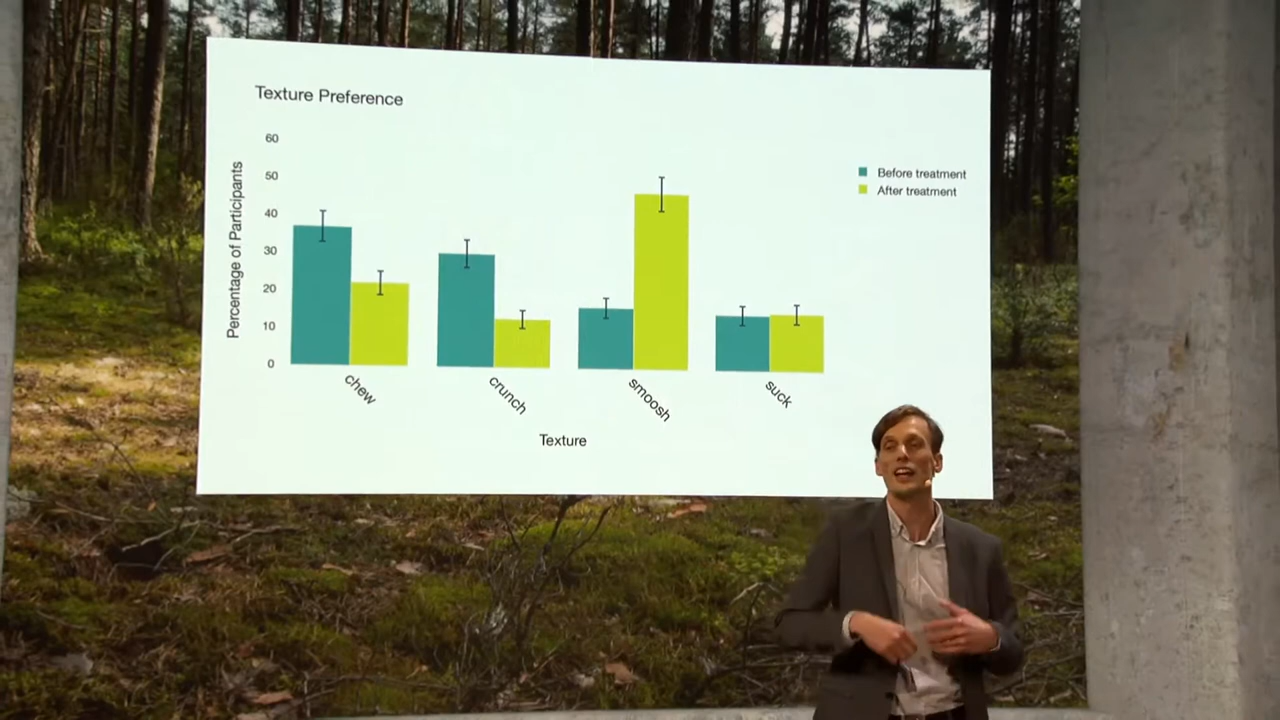 Texture Preference
Percentage of Participants
60
50
40
30
20
10
0
Before treatment
After treatment
chew
crunch
smoosh
suck
Texture